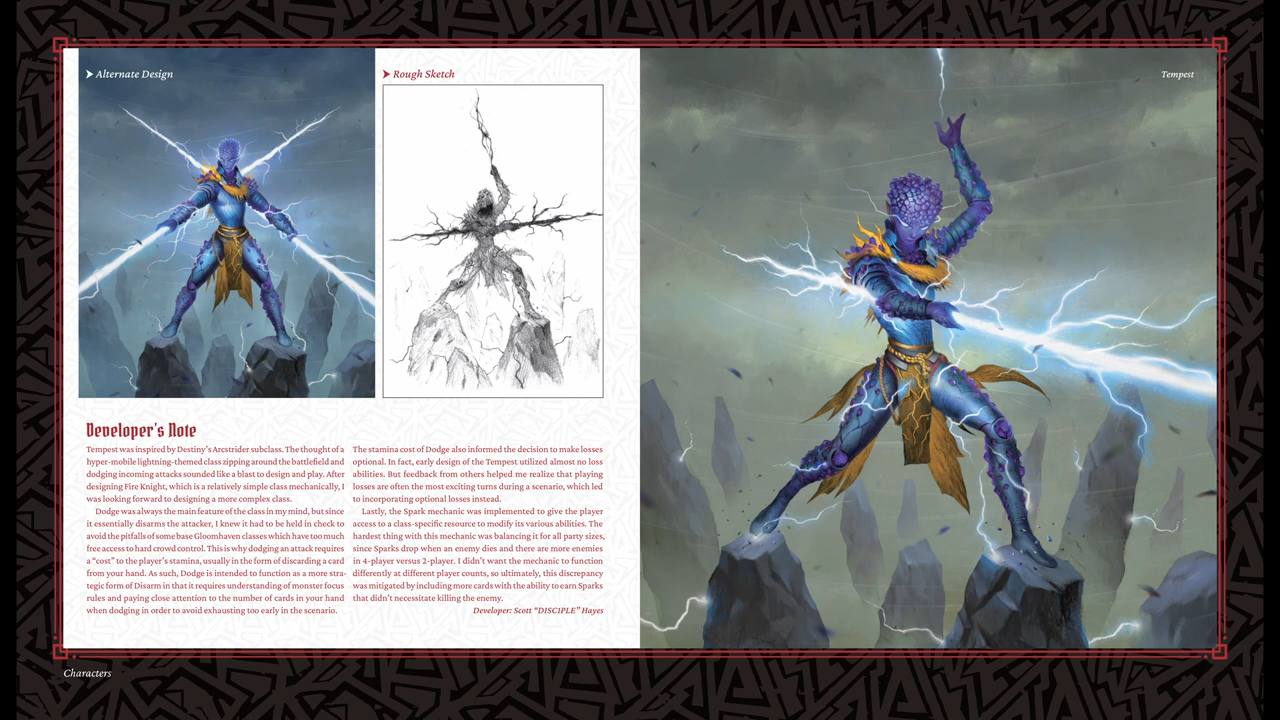 Alternate Design
Rough Sketch
Tempest
Developer's Note
Tempest was inspired by Destiny's Arcstrider subclass. The thought of a
hyper-mobile lightning-themed class zipping around the battlefield and
dodging incoming attacks sounded like a blast to design and play. After
designing Fire Knight, which is a relatively simple class mechanically, I
was looking forward to designing a more complex class.
Dodge was always the main feature of the class in my mind, but since
it essentially disarms the attacker, I knew it had to be held in check to
avoid the pitfalls of some base Gloomhaven classes which have too much
free access to hard crowd control. This is why dodging an attack requires
a "cost" to the player's stamina, usually in the form of discarding a card
from your hand. As such, Dodge is intended to function as a more stra-
tegic form of Disarm in that it requires understanding of monster focus
rules and paying close attention to the number of cards in your hand
when dodging in order to avoid exhausting too early in the scenario.
The stamina cost of Dodge also informed the decision to make losses
optional. In fact, early design of the Tempest utilized almost no loss
abilities. But feedback from others helped me realize that playing
losses are often the most exciting turns during a scenario, which led
to incorporating optional losses instead.
Lastly, the Spark mechanic was implemented to give the player
access to a class-specific resource to modify its various abilities. The
hardest thing with this mechanic was balancing it for all party sizes,
since Sparks drop when an enemy dies and there are more enemies
in 4-player versus 2-player. I didn't want the mechanic to function
differently at different player counts, so ultimately, this discrepancy
was mitigated by including more cards with the ability to earn Sparks
that didn't necessitate killing the enemy.
Developer: Scott "DISC1PLE" Hayes
Characters